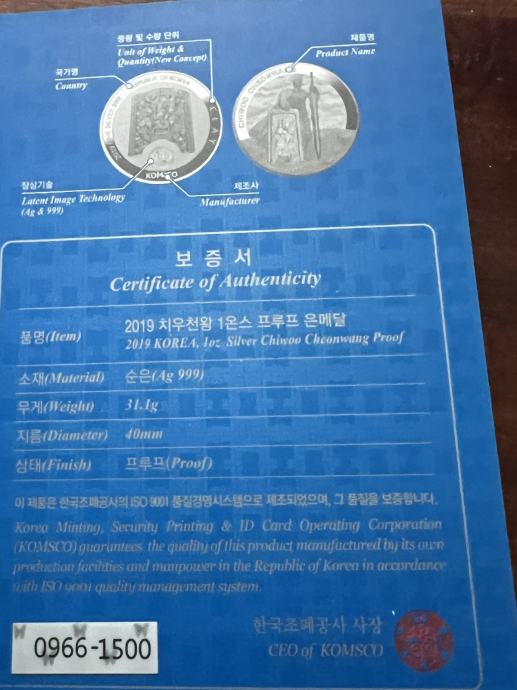 중량 및 수량 단위
Unit of Weight &
Quantity(New Concept)
제품명
Product Name
국가명
Country
REPUBLIC OF KOREA
CLAY
CHIWOO CHEONWANG
KOMSCO
잠상기술
Latent Image Technology
(Ag & 999)
제조사
Manufacturer
보 증 서
Certificate of Authenticity
품명(Item)
2019 치우천왕 1온스 프루프 은메달
2019 KOREA, 1oz Silver Chiwoo Cheonwang Proof
소재(Material) 순은(Ag 999)
무게(Weight) 31.1g
지름(Diameter) 40mm
상태(Finish) 프루프(Proof)
이 제품은 한국조폐공사의 ISO 9001 품질경영시스템으로 제조되었으며, 그 품질을 보증합니다.
Korea Minting, Security Printing & ID Card Operating Corporation
(KOMSCO) guarantees the quality of this product manufactured by its own
production facilities and manpower in the Republic of Korea in accordance
with ISO 9001 quality management system.
한국조폐공사 사장
CEO of KOMSCO
0966-1500